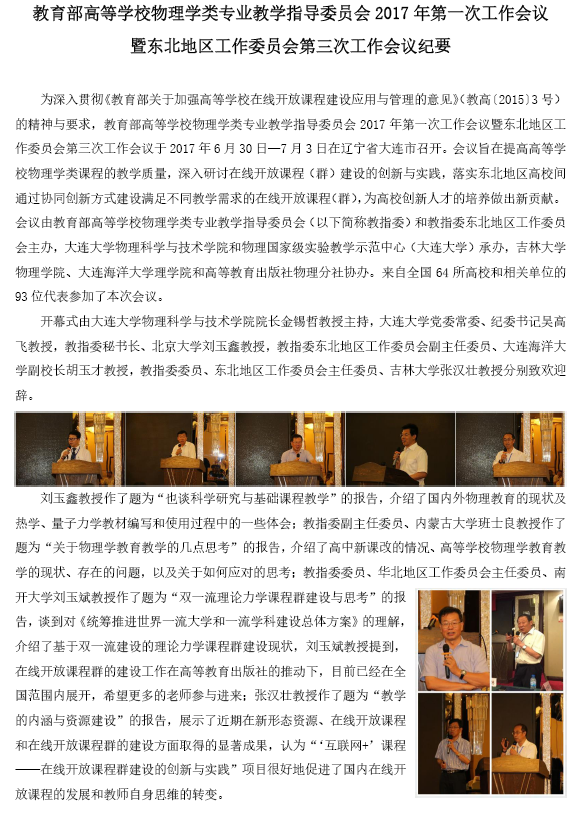 教育部高等学校物理学类专业教学指导委员会 2017 年第一次工作会议
暨东北地区工作委员会第三次工作会议纪要
为深入贯彻《教育部关于加强高等学校在线开放课程建设应用与管理的意见》（教高〔2015〕3 号）
的精神与要求，教育部高等学校物理学类专业教学指导委员会 2017 年第一次工作会议暨东北地区工
作委员会第三次工作会议于 2017 年 6 月 30 日—7 月 3 日在辽宁省大连市召开。会议旨在提高高等学
校物理学类课程的教学质量，深入研讨在线开放课程（群）建设的创新与实践，落实东北地区高校间
通过协同创新方式建设满足不同教学需求的在线开放课程（群），为高校创新人才的培养做出新贡献。
会议由教育部高等学校物理学类专业教学指导委员会（以下简称教指委）和教指委东北地区工作委员
会主办，大连大学物理科学与技术学院和物理国家级实验教学示范中心（大连大学）承办，吉林大学
物理学院、大连海洋大学理学院和高等教育出版社物理分社协办。来自全国 64 所高校和相关单位的
93 位代表参加了本次会议。
开幕式由大连大学物理科学与技术学院院长金锡哲教授主持，大连大学党委常委、纪委书记吴高
飞教授，教指委秘书长、北京大学刘玉鑫教授，教指委东北地区工作委员会副主任委员、大连海洋大
学副校长胡玉才教授，教指委委员、东北地区工作委员会主任委员、吉林大学张汉壮教授分别致欢迎
辞。
刘玉鑫教授作了题为“也谈科学研究与基础课程教学”的报告，介绍了国内外物理教育的现状及
热学、量子力学教材编写和使用过程中的一些体会；教指委副主任委员、内蒙古大学班士良教授作了
题为“关于物理学教育教学的几点思考”的报告，介绍了高中新课改的情况、高等学校物理学教育教
学的现状、存在的问题，以及关于如何应对的思考；教指委委员、华北地区工作委员会主任委员、南
开大学刘玉斌教授作了题为“双一流理论力学课程群建设与思考”的报
告，谈到对《统筹推进世界一流大学和一流学科建设总体方案》的理解，
介绍了基于双一流建设的理论力学课程群建设现状，刘玉斌教授提到，
在线开放课程群的建设工作在高等教育出版社的推动下，目前已经在全
国范围内展开，希望更多的老师参与进来；张汉壮教授作了题为“教学
的内涵与资源建设”的报告，展示了近期在新形态资源、在线开放课程
和在线开放课程群的建设方面取得的显著成果，认为“‘互联网+’课程
——在线开放课程群建设的创新与实践”项目很好地促进了国内在线开
放课程的发展和教师自身思维的转变。